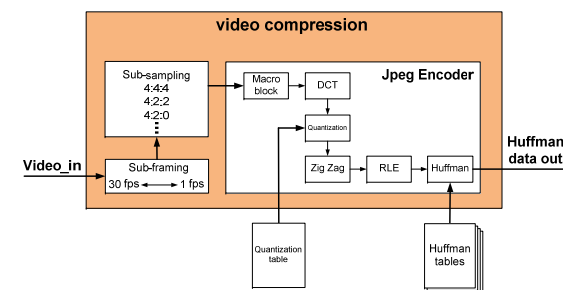 video compression
Sub-sampling
4:4:4
4:2:2
4:2:0
Jpeg Encoder
Macro
block
DCT
Quantization
Video_in
Sub-framing
30 fps 1 fps
Zig Zag
RLE
Huffman
Huffman
data out
Quantization
table
Huffman
tables